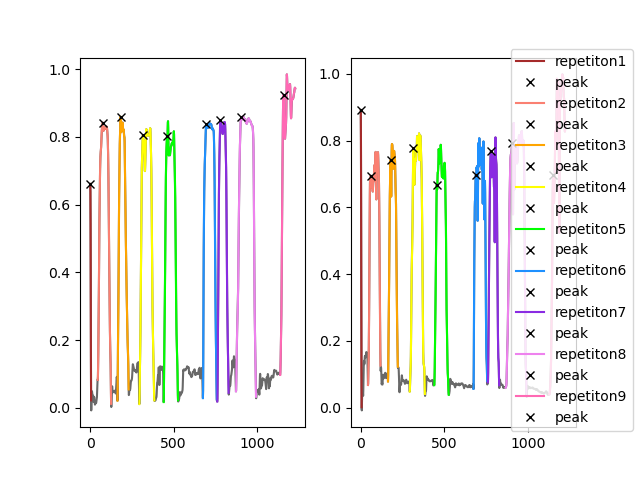 1.0
0.8
0.6
0.4
0.2
0.0
0
500
1000
1.0
0.8
0.6
0.4
0.2
0.0
0
500
1000
repetiton1
peak
repetiton2
peak
repetiton3
peak
repetiton4
peak
repetiton5
peak
repetiton6
peak
repetiton7
peak
repetiton8
peak
repetiton9
peak